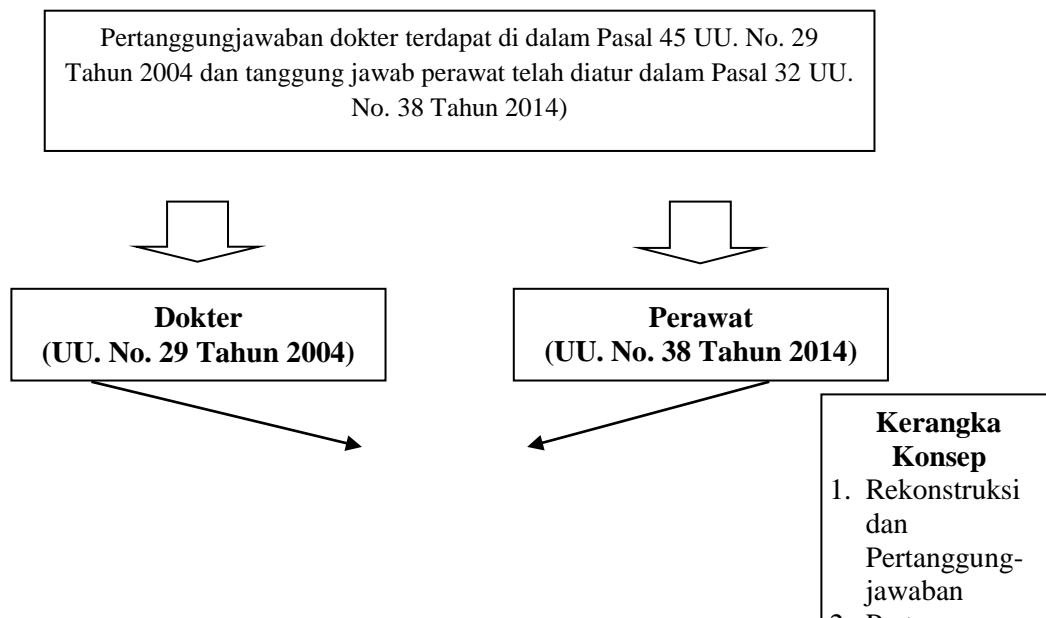 Pertanggungjawaban dokter terdapat di dalam Pasal 45 UU. No. 29
Tahun 2004 dan tanggung jawab perawat telah diatur dalam Pasal 32 UU.
No. 38 Tahun 2014)
Dokter
(UU. No. 29 Tahun 2004)
Perawat
(UU. No. 38 Tahun 2014)
Kerangka
Konsep
1. Rekonstruksi
dan
Pertanggung-
jawaban